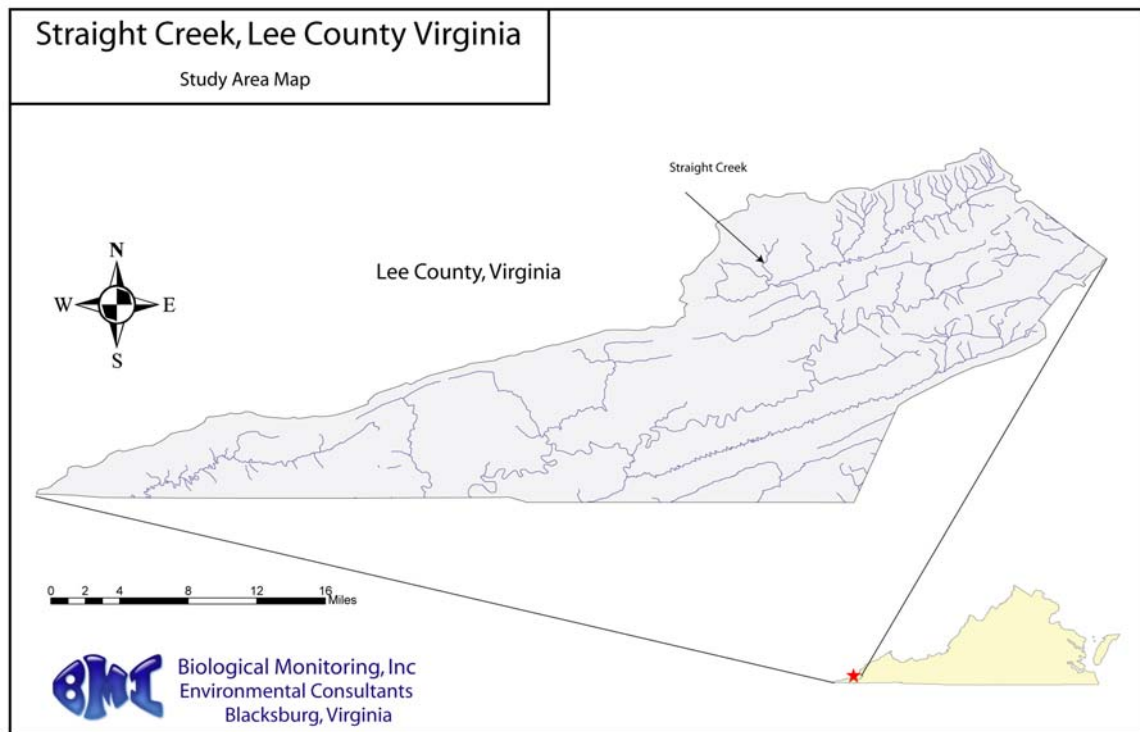 Straight Creek, Lee County Virginia
Study Area Map
Straight Creek
Lee County, Virginia
N
W E
S
0 2 4 8 12 16
Miles
BMI
Biological Monitoring, Inc
Environmental Consultants
Blacksburg, Virginia